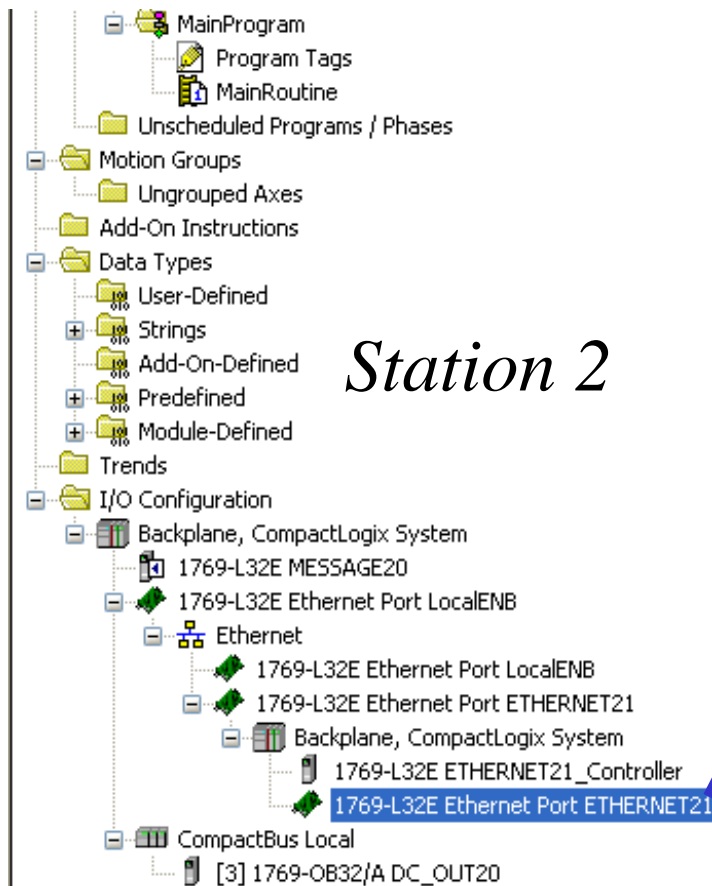 MainProgram
Program Tags
MainRoutine
Unscheduled Programs / Phases
Motion Groups
Ungrouped Axes
Add-On Instructions
Data Types
User-Defined
Strings
Add-On-Defined
Station 2
Predefined
Module-Defined
Trends
I/O Configuration
Backplane, CompactLogix System
1769-L32E MESSAGE20
1769-L32E Ethernet Port LocalENB
Ethernet
1769-L32E Ethernet Port LocalENB
1769-L32E Ethernet Port ETHERNET21
Backplane, CompactLogix System
1769-L32E ETHERNET21_Controller
1769-L32E Ethernet Port ETHERNET21
CompactBus Local
[3] 1769-OB32/A DC_OUT20